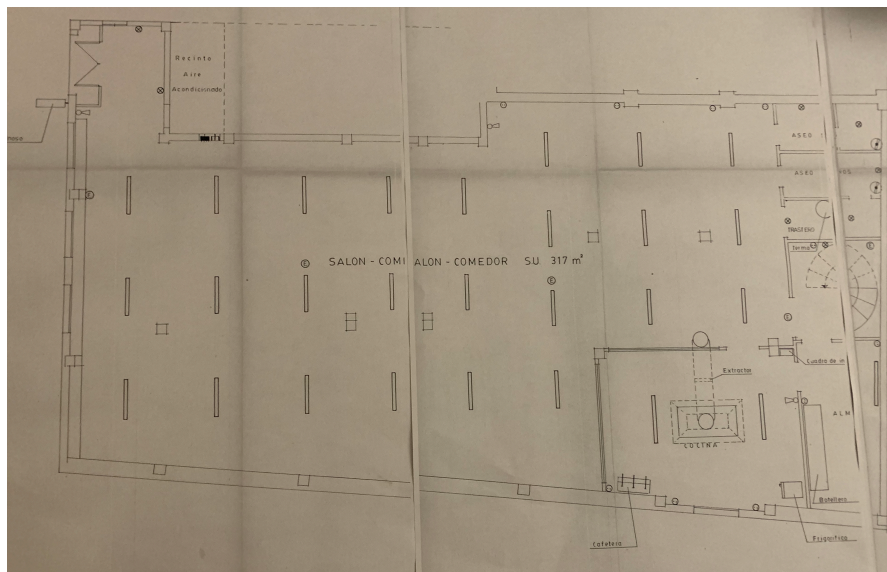 Recinto
Aire
Acondicionado
ASEO
ASEO
TRASTERO
SALON - COMI ALON - COMEDOR SU. 317 m²
E
E
E
E
E
Cuadro de
Extractor
COCINA
ALM
Botellero
Cafetera
Frigorifico